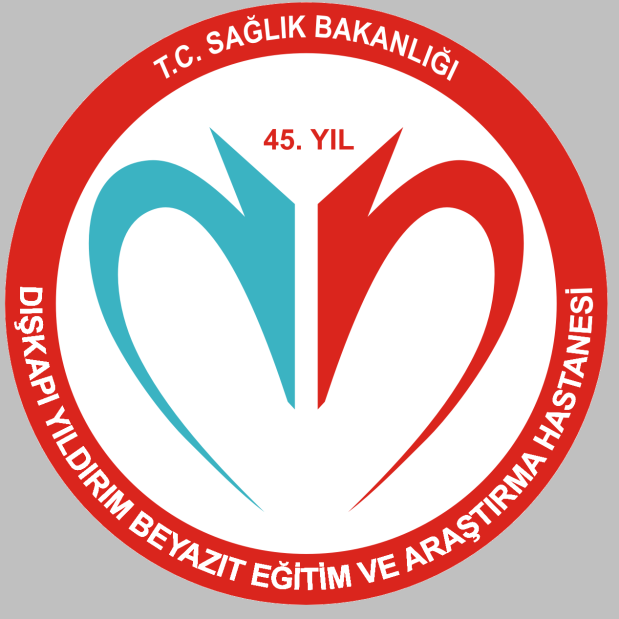 T.C. SAĞLIK BAKANLIĞI
45. YIL
DIŞKAPI YILDIRIM BEYAZIT EĞİTİM VE ARAŞTIRMA HASTANESİ